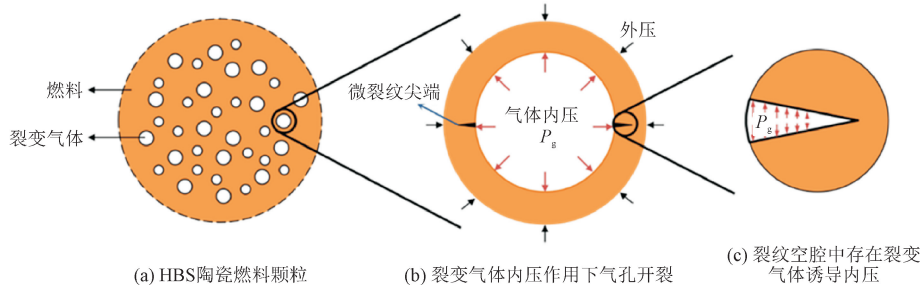 燃料
裂变气体
微裂纹尖端
外压
气体内压
Pg
Pg
(a) HBS陶瓷燃料颗粒
(b) 裂变气体内压作用下气孔开裂
(c) 裂纹空腔中存在裂变
气体诱导内压